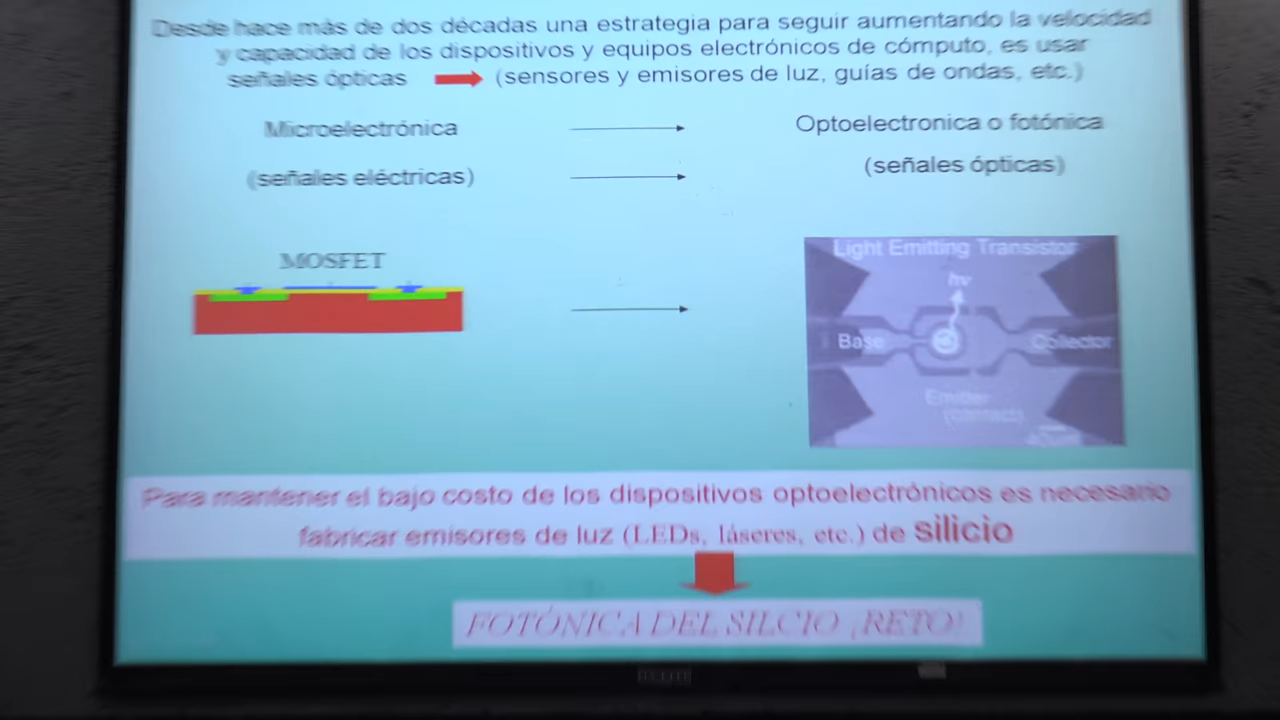 Desde hace más de dos décadas una estrategia para seguir aumentando la velocidad
y capacidad de los dispositivos y equipos electrónicos de cómputo, es usar
señales ópticas (sensores y emisores de luz, guías de ondas, etc.)
Microelectrónica Optoelectronica o fotónica
(señales eléctricas) (señales ópticas)
MOSFET
Light Emitting Transistor
hν
Base Collector
Emitter
(contact)
Para mantener el bajo costo de los dispositivos optoelectrónicos es necesario
fabricar emisores de luz (LEDs, láseres, etc.) de silicio
FOTÓNICA DEL SILCIO ¡RETO!